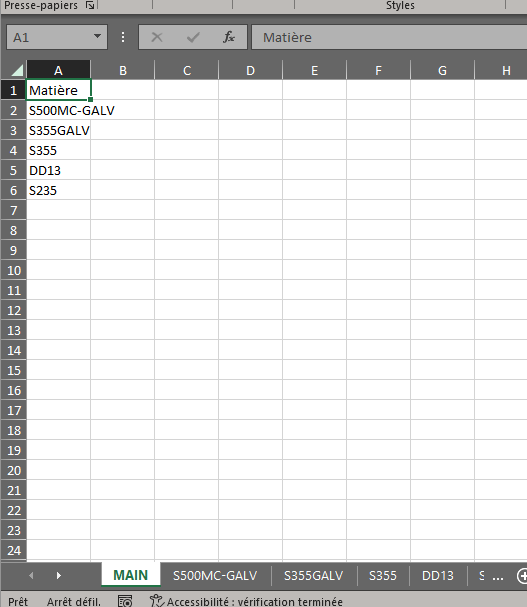 Presse-papiers Styles
A1 fx Matière
A B C D E F G H
1 Matière
2 S500MC-GALV
3 S355GALV
4 S355
5 DD13
6 S235
7
8
9
10
11
12
13
14
15
16
17
18
19
20
21
22
23
24
MAIN S500MC-GALV S355GALV S355 DD13 S ...
Prêt Arrêt défil. Accessibilité : vérification terminée